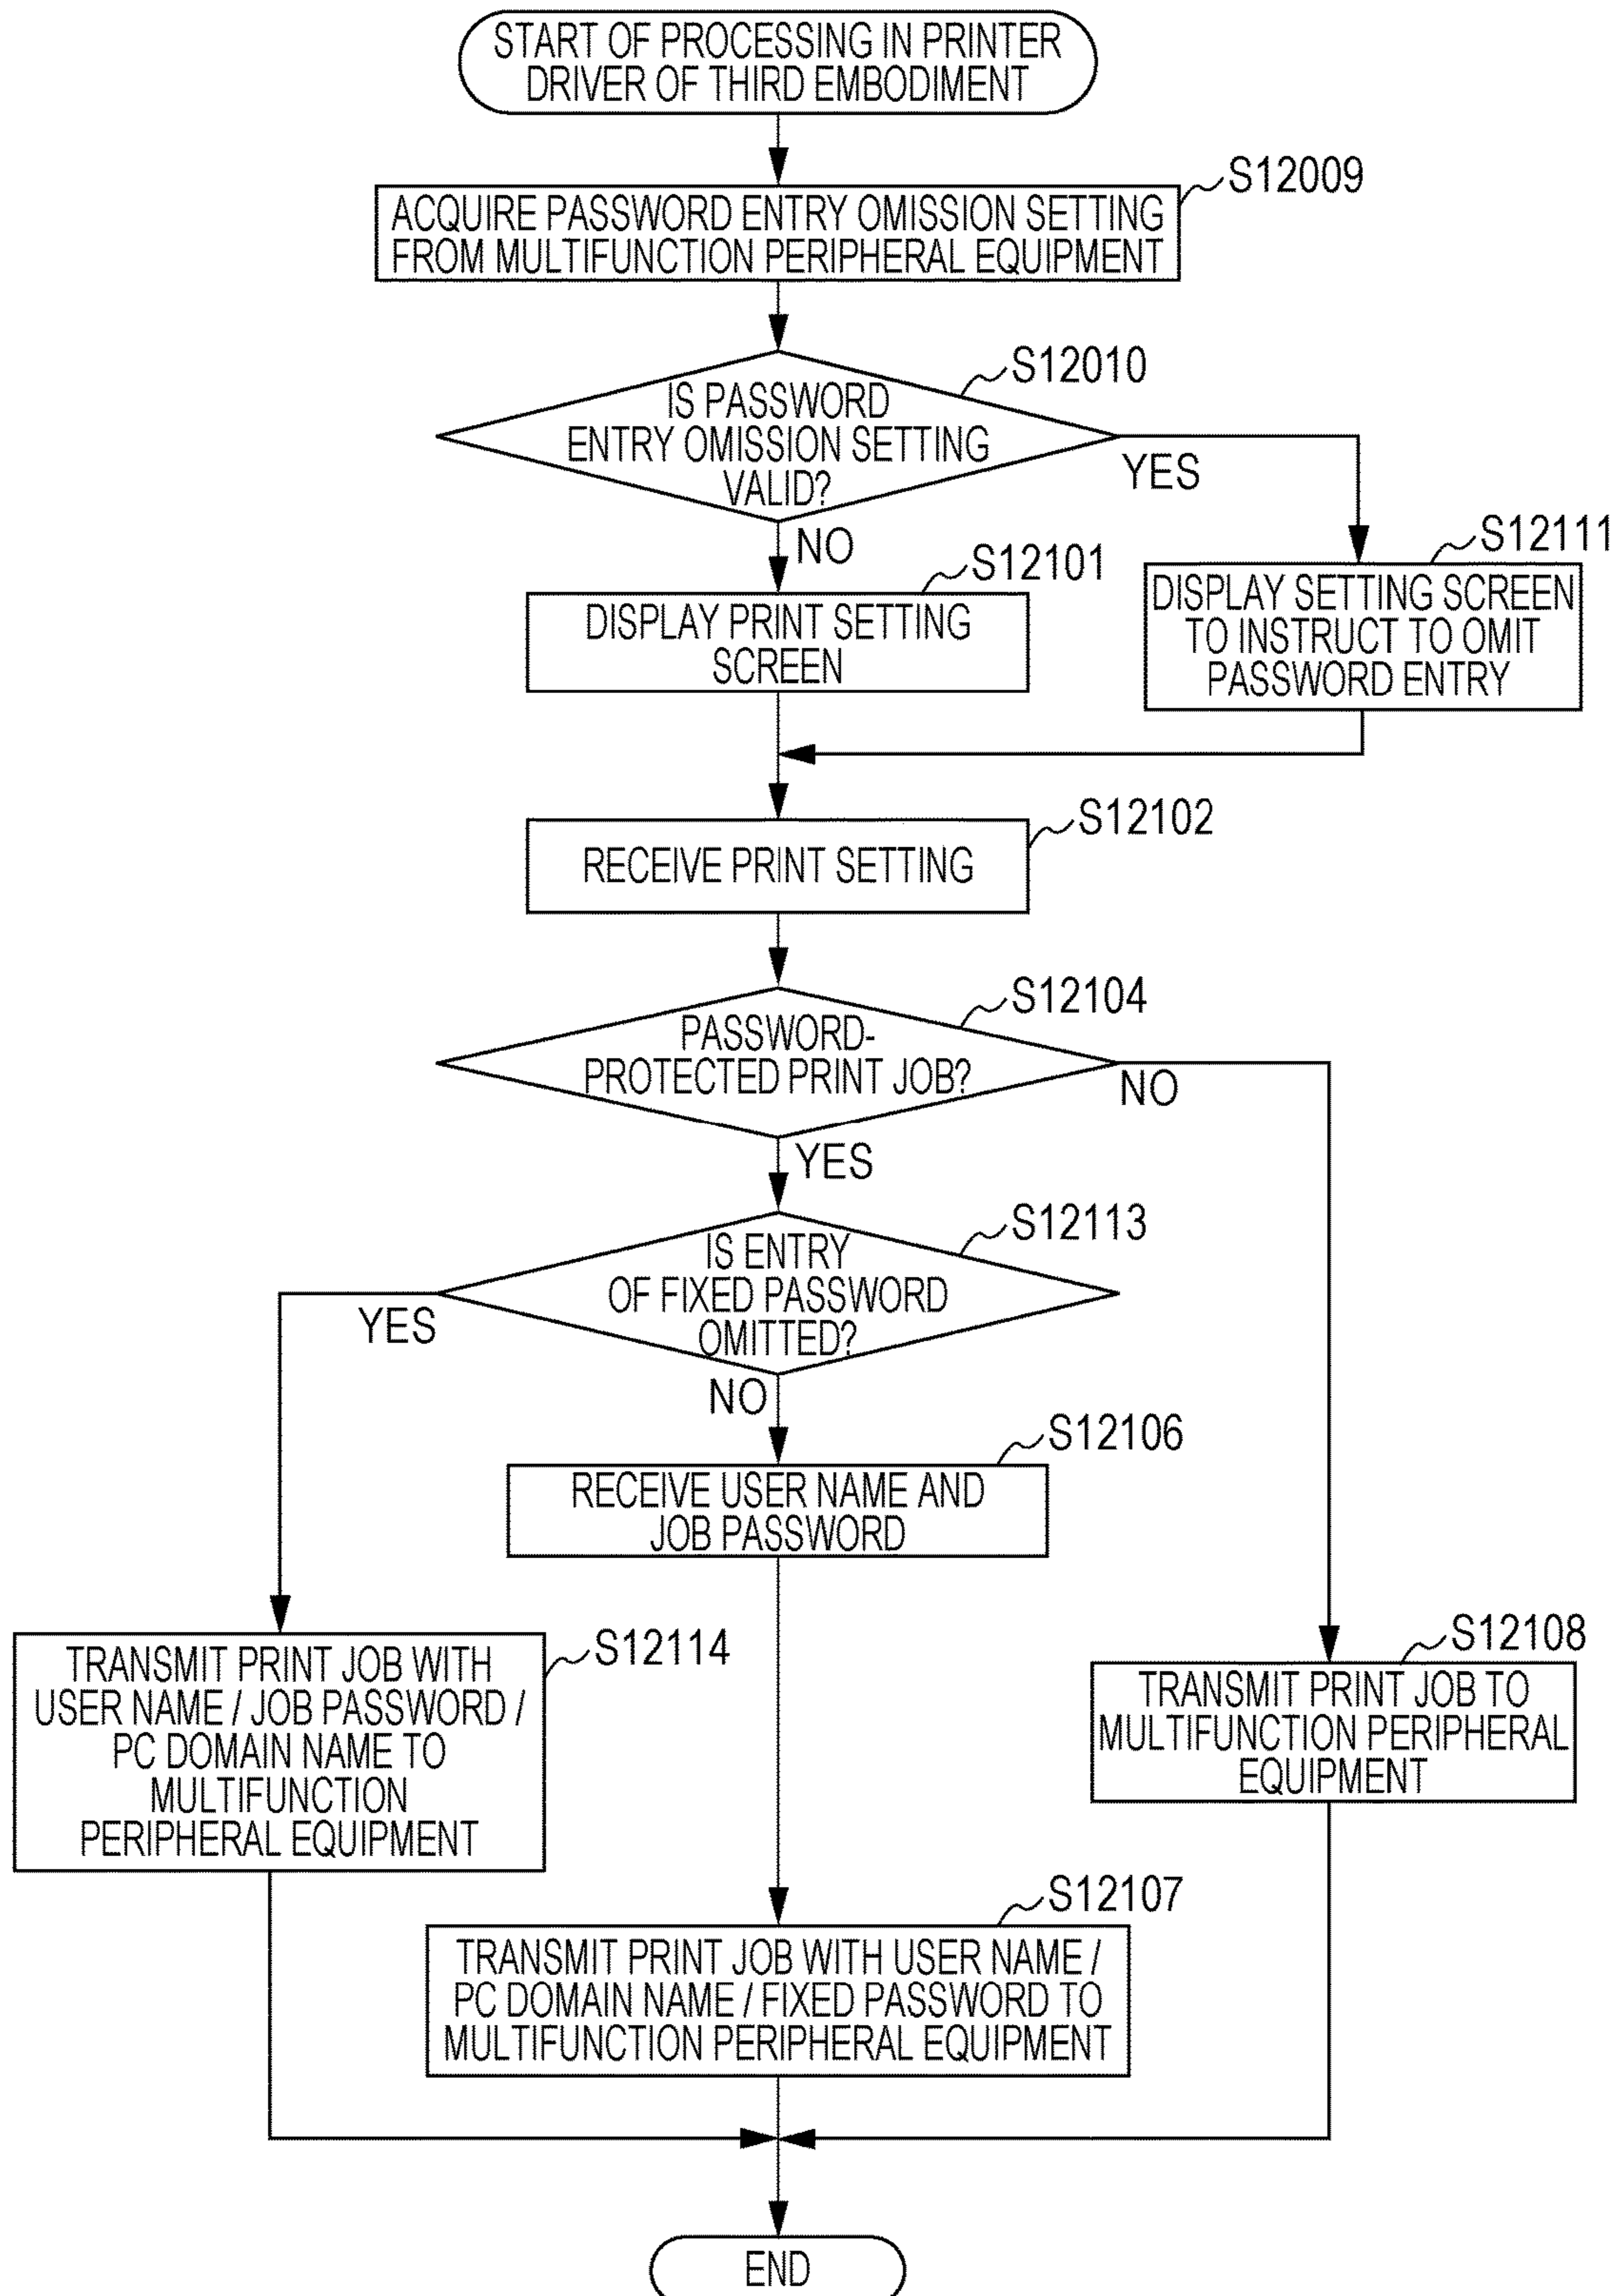 START OF PROCESSING IN PRINTER
DRIVER OF THIRD EMBODIMENT
S12009
ACQUIRE PASSWORD ENTRY OMISSION SETTING
FROM MULTIFUNCTION PERIPHERAL EQUIPMENT
S12010
IS PASSWORD
ENTRY OMISSION SETTING
VALID?
YES
NO
S12101
DISPLAY PRINT SETTING
SCREEN
S12111
DISPLAY SETTING SCREEN
TO INSTRUCT TO OMIT
PASSWORD ENTRY
S12102
RECEIVE PRINT SETTING
S12104
PASSWORD-
PROTECTED PRINT JOB?
NO
YES
S12113
IS ENTRY
OF FIXED PASSWORD
OMITTED?
YES
NO
S12106
RECEIVE USER NAME AND
JOB PASSWORD
S12114
TRANSMIT PRINT JOB WITH
USER NAME / JOB PASSWORD /
PC DOMAIN NAME TO
MULTIFUNCTION
PERIPHERAL EQUIPMENT
S12108
TRANSMIT PRINT JOB TO
MULTIFUNCTION PERIPHERAL
EQUIPMENT
S12107
TRANSMIT PRINT JOB WITH USER NAME /
PC DOMAIN NAME / FIXED PASSWORD TO
MULTIFUNCTION PERIPHERAL EQUIPMENT
END